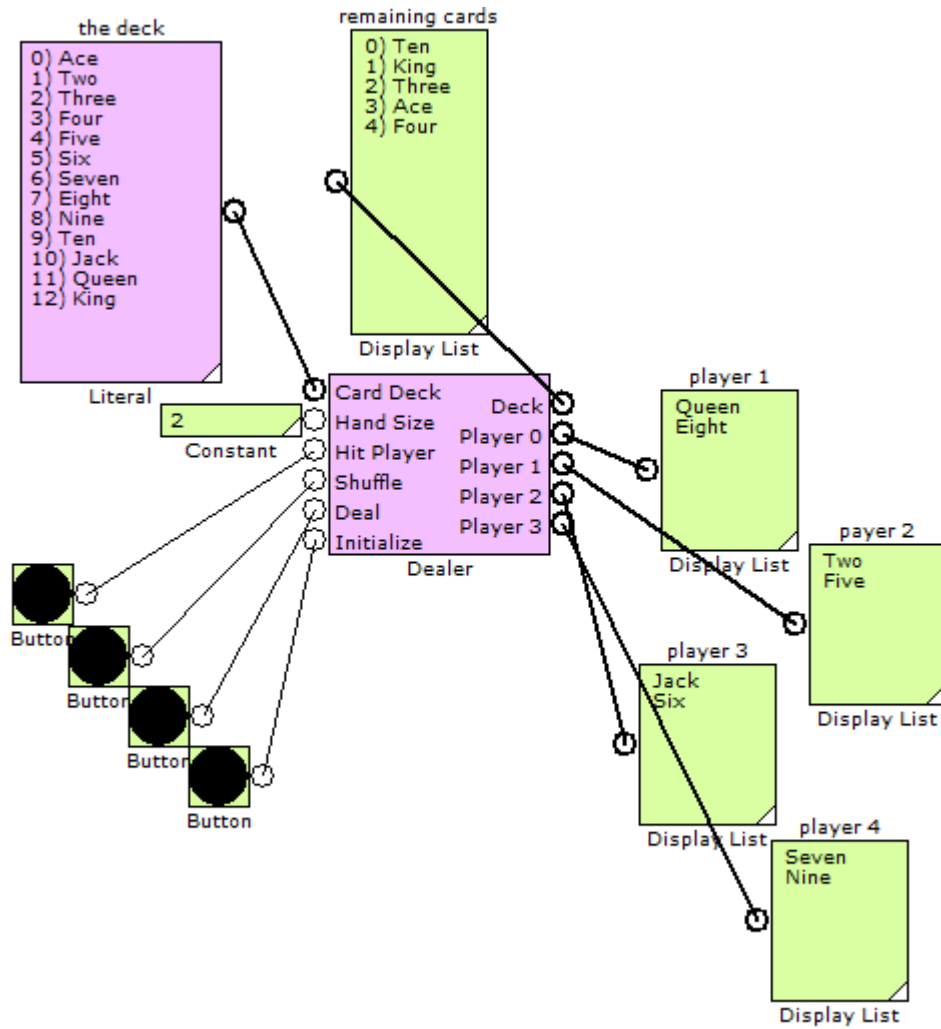 the deck
0) Ace
1) Two
2) Three
3) Four
4) Five
5) Six
6) Seven
7) Eight
8) Nine
9) Ten
10) Jack
11) Queen
12) King
Literal
remaining cards
0) Ten
1) King
2) Three
3) Ace
4) Four
Display List
2
Constant
Card Deck
Hand Size
Hit Player
Shuffle
Deal
Initialize
Deck
Player 0
Player 1
Player 2
Player 3
Dealer
player 1
Queen
Eight
Display List
payer 2
Two
Five
Display List
player 3
Jack
Six
Display List
player 4
Seven
Nine
Display List
Button
Button
Button
Button